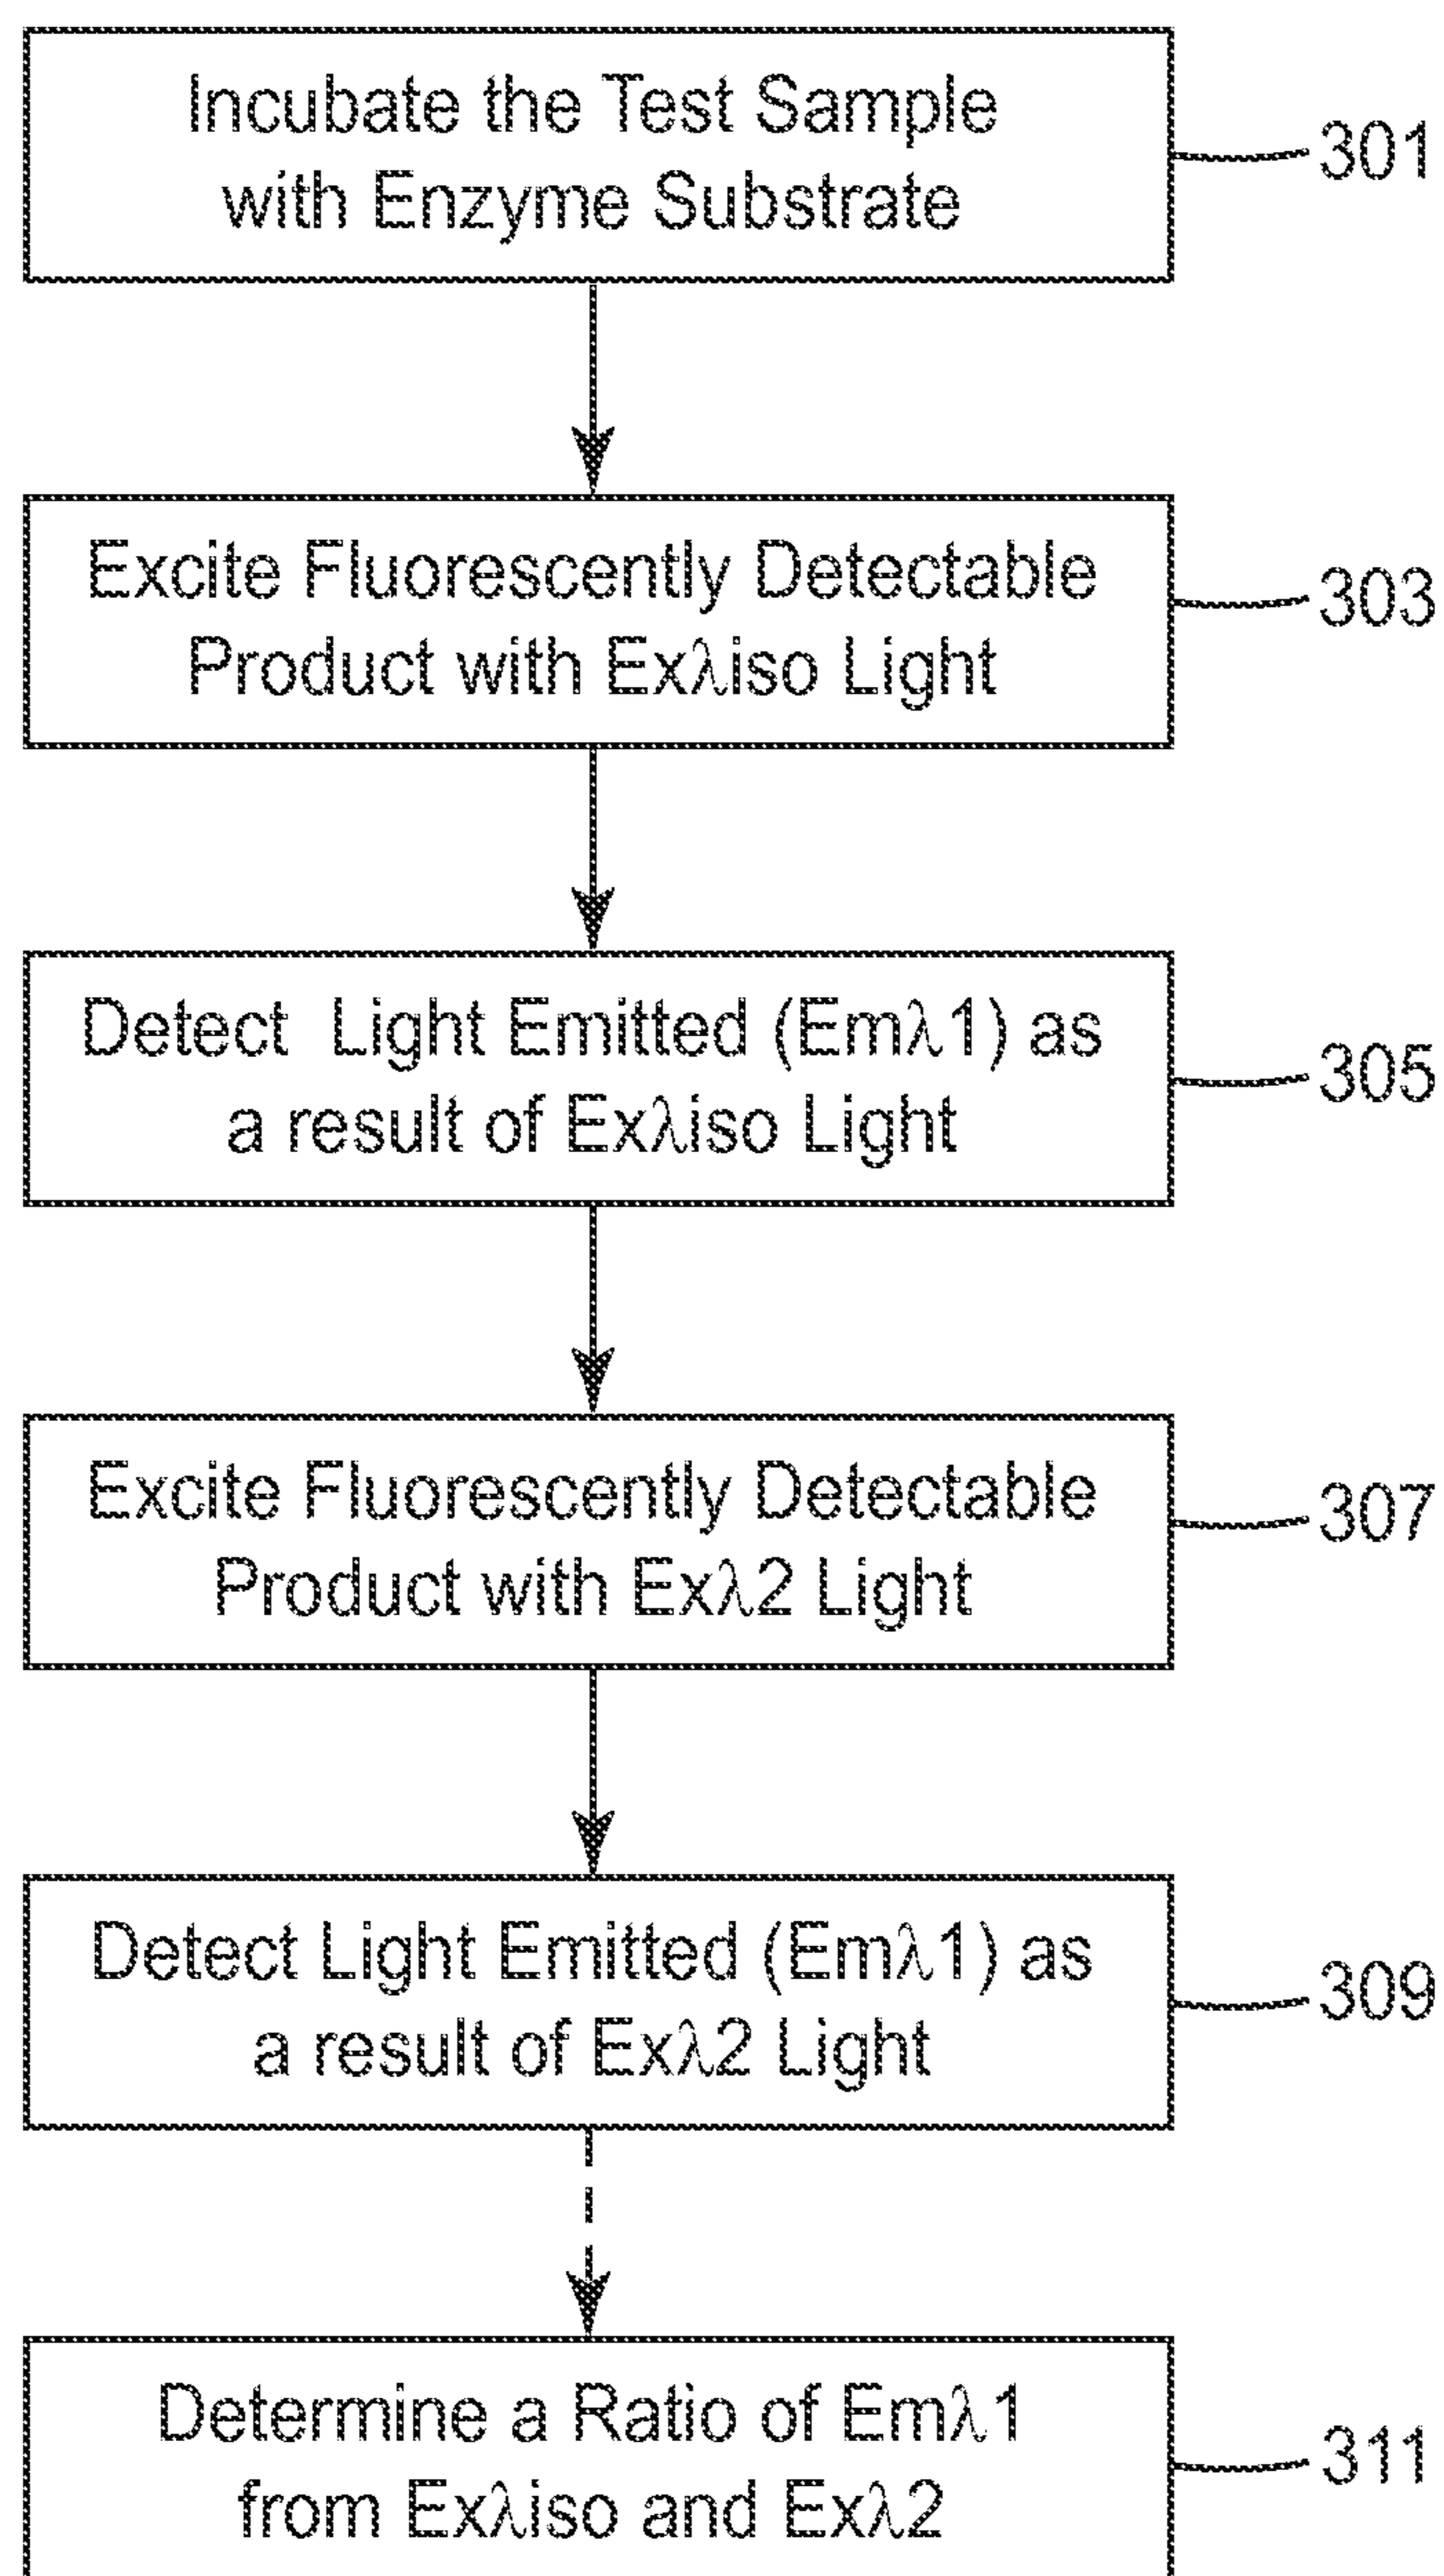 Incubate the Test Sample
with Enzyme Substrate
301
Excite Fluorescently Detectable
Product with Exλiso Light
303
Detect Light Emitted (Emλ1) as
a result of Exλiso Light
305
Excite Fluorescently Detectable
Product with Exλ2 Light
307
Detect Light Emitted (Emλ1) as
a result of Exλ2 Light
309
Determine a Ratio of Emλ1
from Exλiso and Exλ2
311